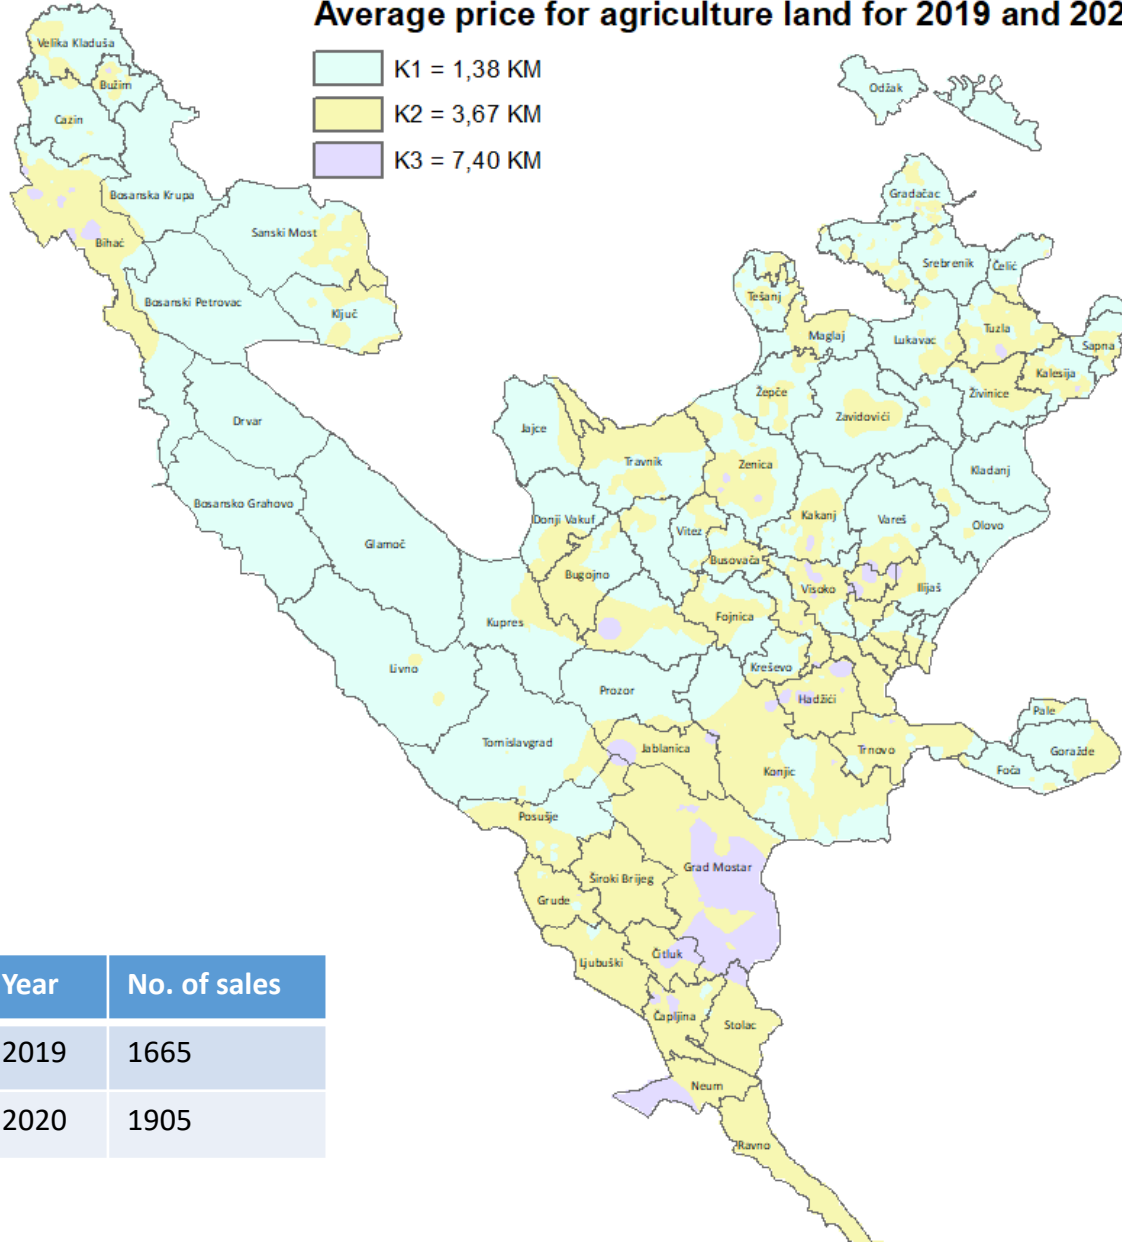 Average price for agriculture land for 2019 and 202
K1 = 1,38 KM
K2 = 3,67 KM
K3 = 7,40 KM
Velika Kladuša
Bužim
Cazin
Bosanska Krupa
Bihać
Sanski Most
Bosanski Petrovac
Ključ
Drvar
Bosansko Grahovo
Glamoč
Livno
Kupres
Tomislavgrad
Odžak
Gradačac
Srebrenik
Čelić
Tešanj
Maglaj
Lukavac
Tuzla
Sapna
Kalesija
Živinice
Žepče
Zavidovići
Jajce
Travnik
Zenica
Kladanj
Donji Vakuf
Vitez
Kakanj
Vareš
Olovo
Busovača
Bugojno
Visoko
Ilijaš
Fojnica
Kreševo
Prozor
Hadžići
Pale
Jablanica
Trnovo
Goražde
Konjic
Foča
Posušje
Grad Mostar
Široki Brijeg
Grude
Čitluk
Ljubuški
Čapljina
Stolac
Neum
Ravno
Year No. of sales
2019 1665
2020 1905